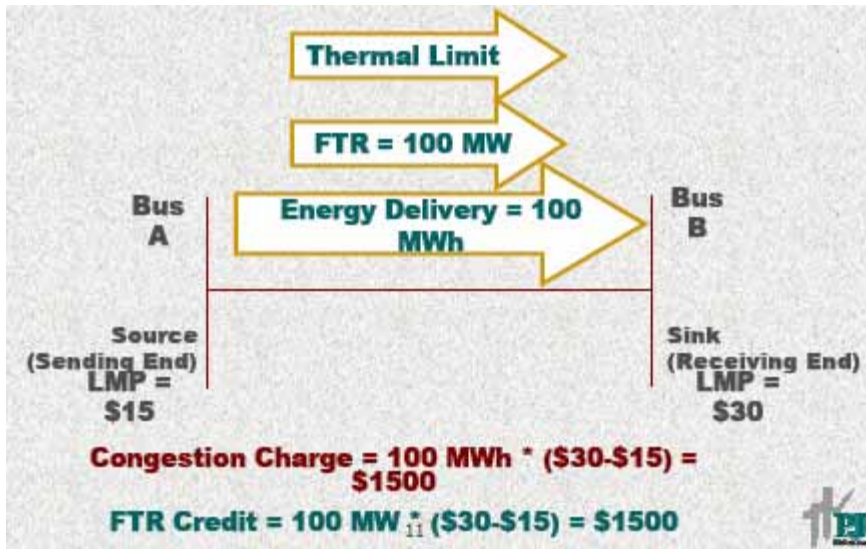 Thermal Limit
FTR = 100 MW
Energy Delivery = 100
MWh
Bus
A
Bus
B
Source
(Sending End)
LMP =
$15
Sink
(Receiving End)
LMP =
$30
Congestion Charge = 100 MWh * ($30-$15) =
$1500
FTR Credit = 100 MW * ($30-$15) = $1500
11